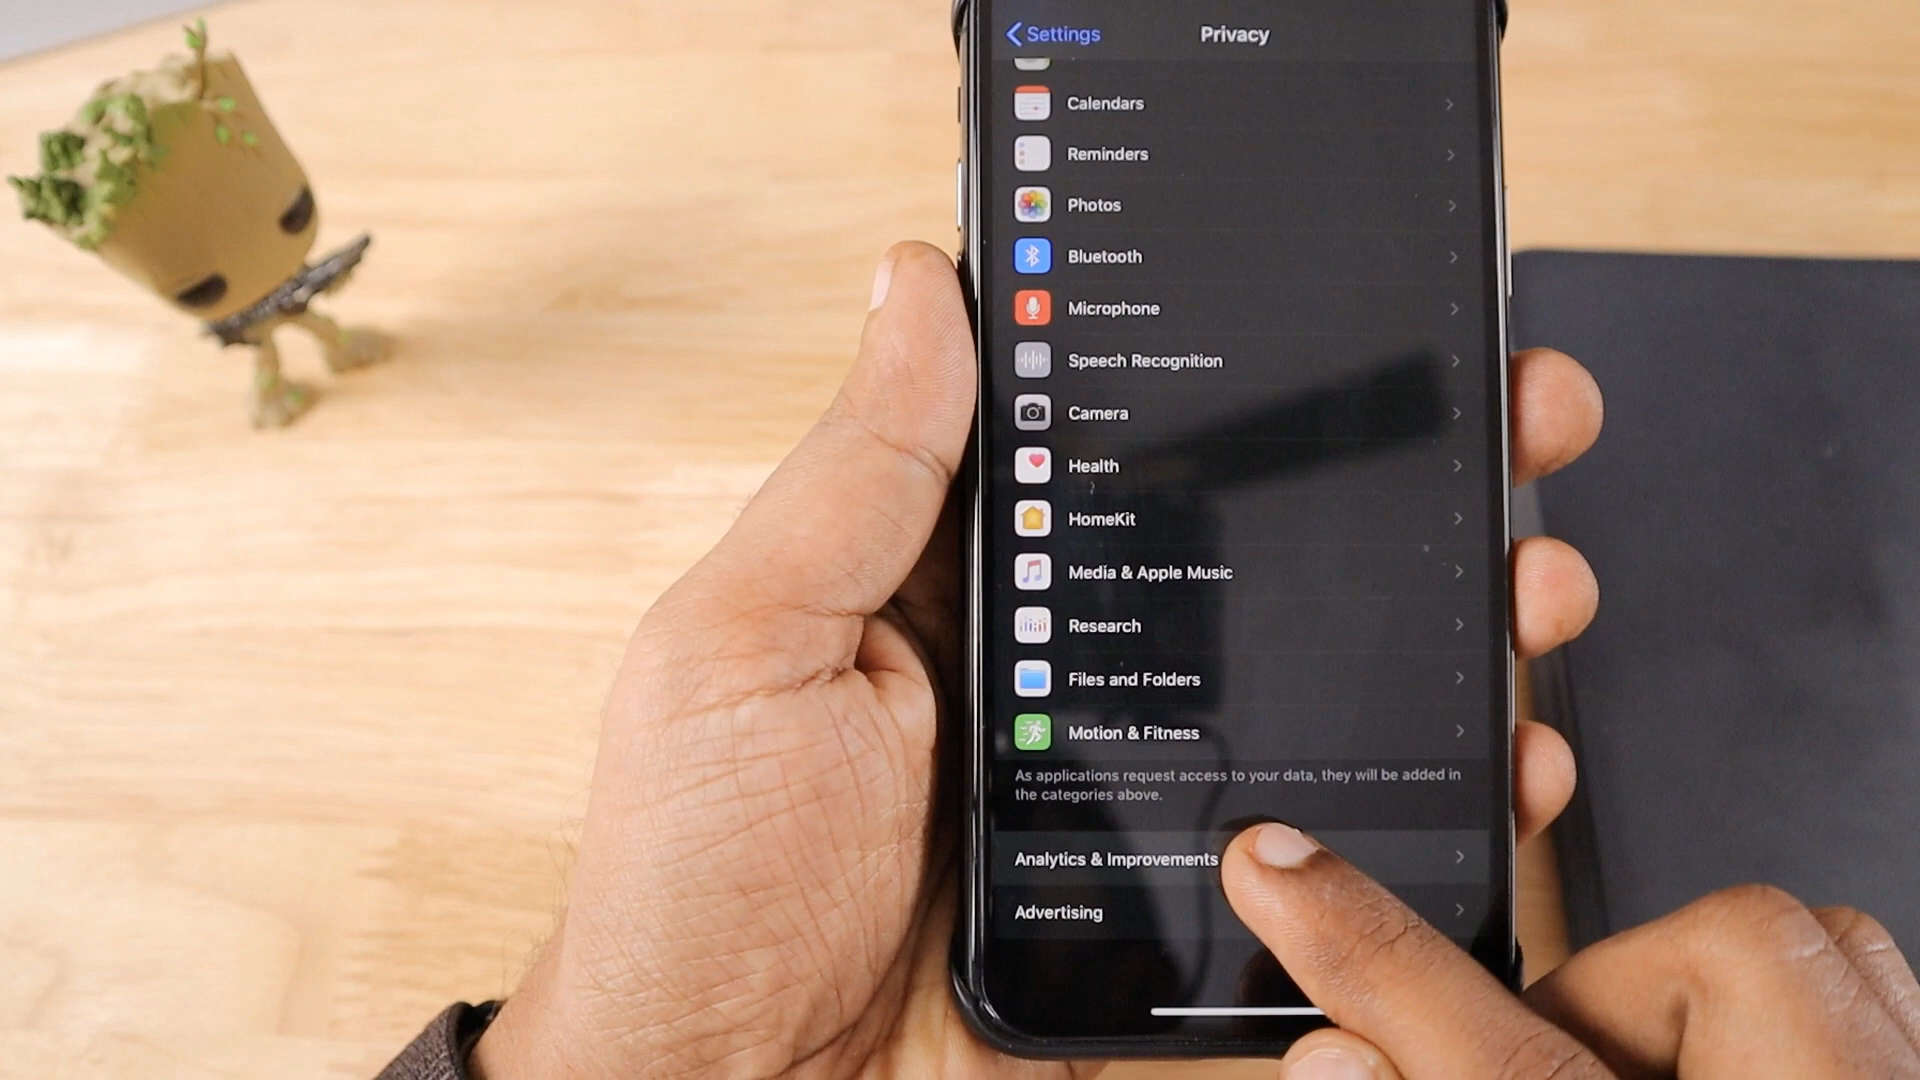 Settings
Privacy
Calendars
Reminders
Photos
Bluetooth
Microphone
Speech Recognition
Camera
Health
HomeKit
Media & Apple Music
Research
Files and Folders
Motion & Fitness
As applications request access to your data, they will be added in
the categories above.
Analytics & Improvements
Advertising